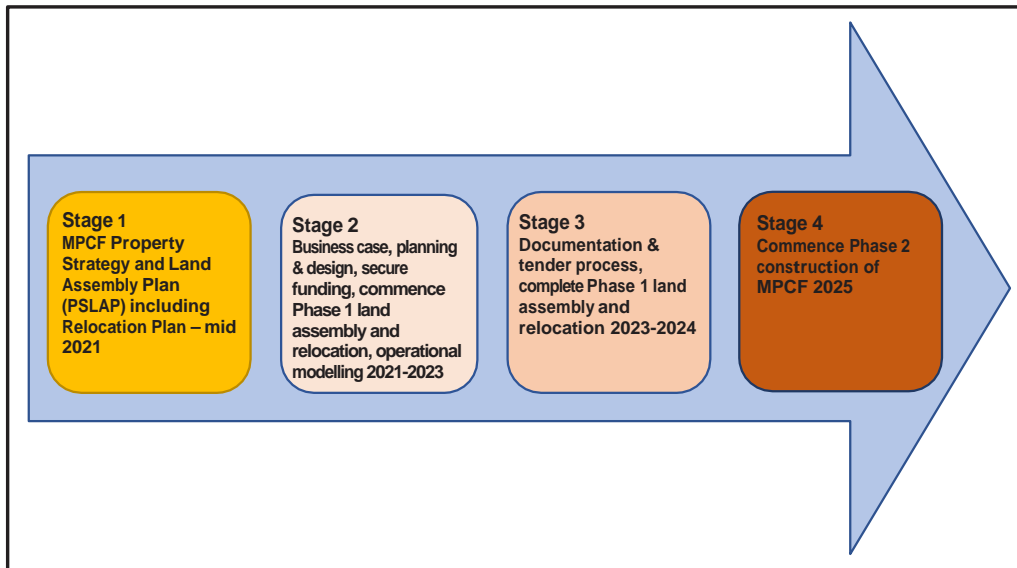 Stage 1
MPCF Property
Strategy and Land
Assembly Plan
(PSLAP) including
Relocation Plan – mid
2021
Stage 2
Business case, planning
& design, secure
funding, commence
Phase 1 land
assembly and
relocation, operational
modelling 2021-2023
Stage 3
Documentation &
tender process,
complete Phase 1 land
assembly and
relocation 2023-2024
Stage 4
Commence Phase 2
construction of
MPCF 2025